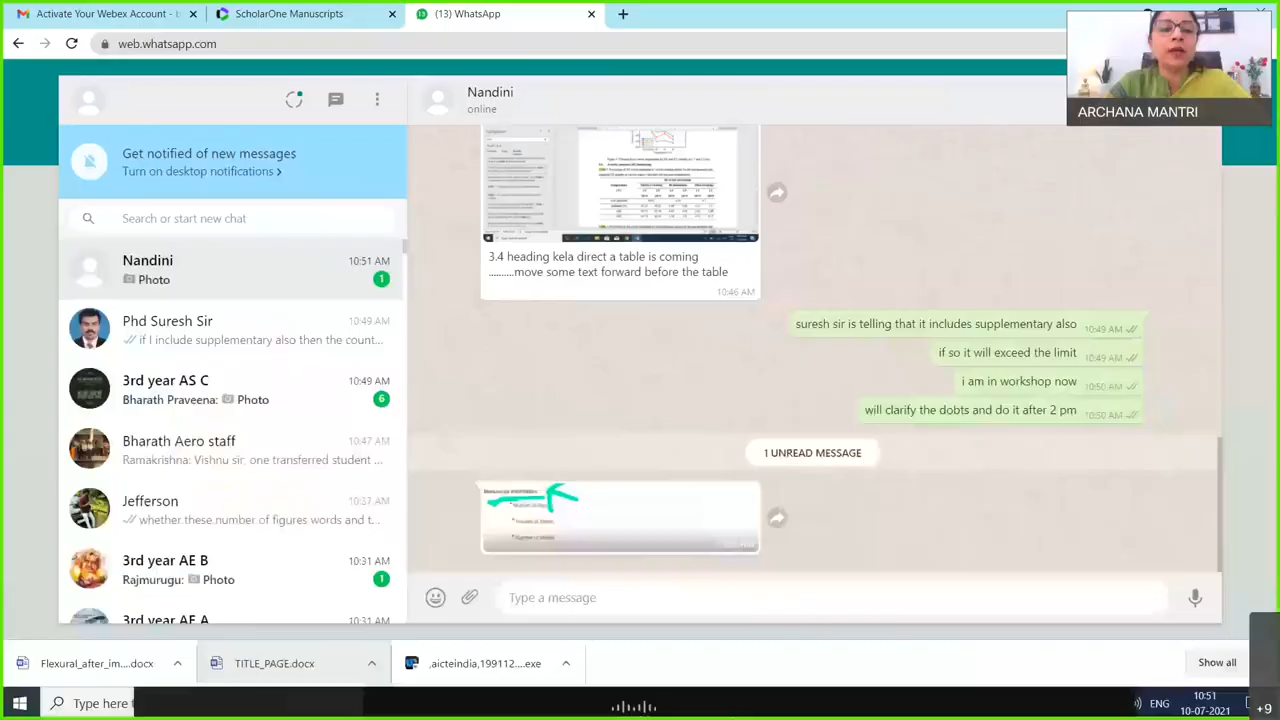 Activate Your Webex Account - b
ScholarOne Manuscripts
(13) WhatsApp
web.whatsapp.com
ARCHANA MANTRI
Nandini
online
Get notified of new messages
Turn on desktop notifications >
Search or start new chat
Nandini
10:51 AM
Photo
1
Phd Suresh Sir
10:49 AM
if I include supplementary also then the count...
3rd year AS C
10:49 AM
Bharath Praveena: Photo
6
Bharath Aero staff
10:47 AM
Ramakrishna: Vishnu sir, one transferred student ...
Jefferson
10:37 AM
whether these number of figures words and t...
3rd year AE B
10:31 AM
Rajmurugu: Photo
1
3rd year AE A
10:31 AM
3.4 heading kela direct a table is coming
..........move some text forward before the table
10:46 AM
suresh sir is telling that it includes supplementary also
10:49 AM
if so it will exceed the limit
10:49 AM
i am in workshop now
10:50 AM
will clarify the dobts and do it after 2 pm
10:50 AM
1 UNREAD MESSAGE
Type a message
Flexural_after_im....docx
TITLE_PAGE.docx
,aicteindia,199112....exe
Show all
Type here t
ENG
10:51
10-07-2021
+9